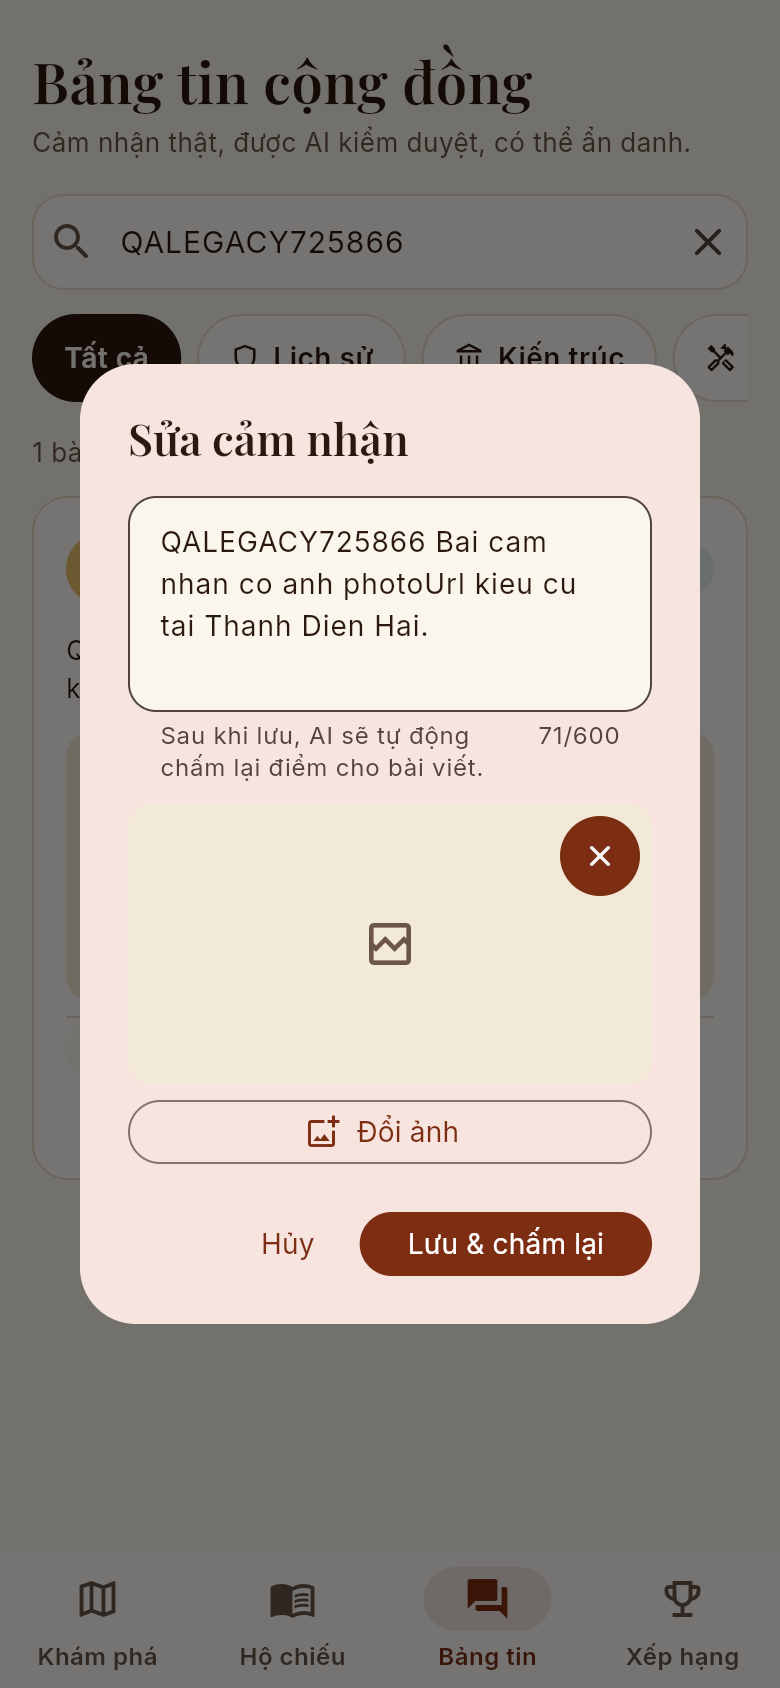 Bảng tin cộng đồng
Cảm nhận thật, được AI kiểm duyệt, có thể ẩn danh.
QALEGACY725866
Tất cả
Lịch sử
Kiến trúc
1 bà
Sửa cảm nhận
QALEGACY725866 Bai cam
nhan co anh photoUrl kieu cu
tai Thanh Dien Hai.
Sau khi lưu, AI sẽ tự động
chấm lại điểm cho bài viết.
71/600
Đổi ảnh
Hủy
Lưu & chấm lại
Khám phá
Hộ chiếu
Bảng tin
Xếp hạng